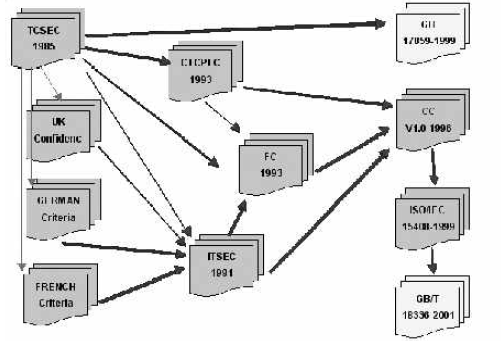 TCSEC
1985
GB
17859-1999
CTCPEC
1993
UK
Confidenc
CC
V1.0 1996
FC
1993
GERMAN
Criteria
ISO/IEC
15408-1999
ITSEC
1991
FRENCH
Criteria
GB/T
18336-2001